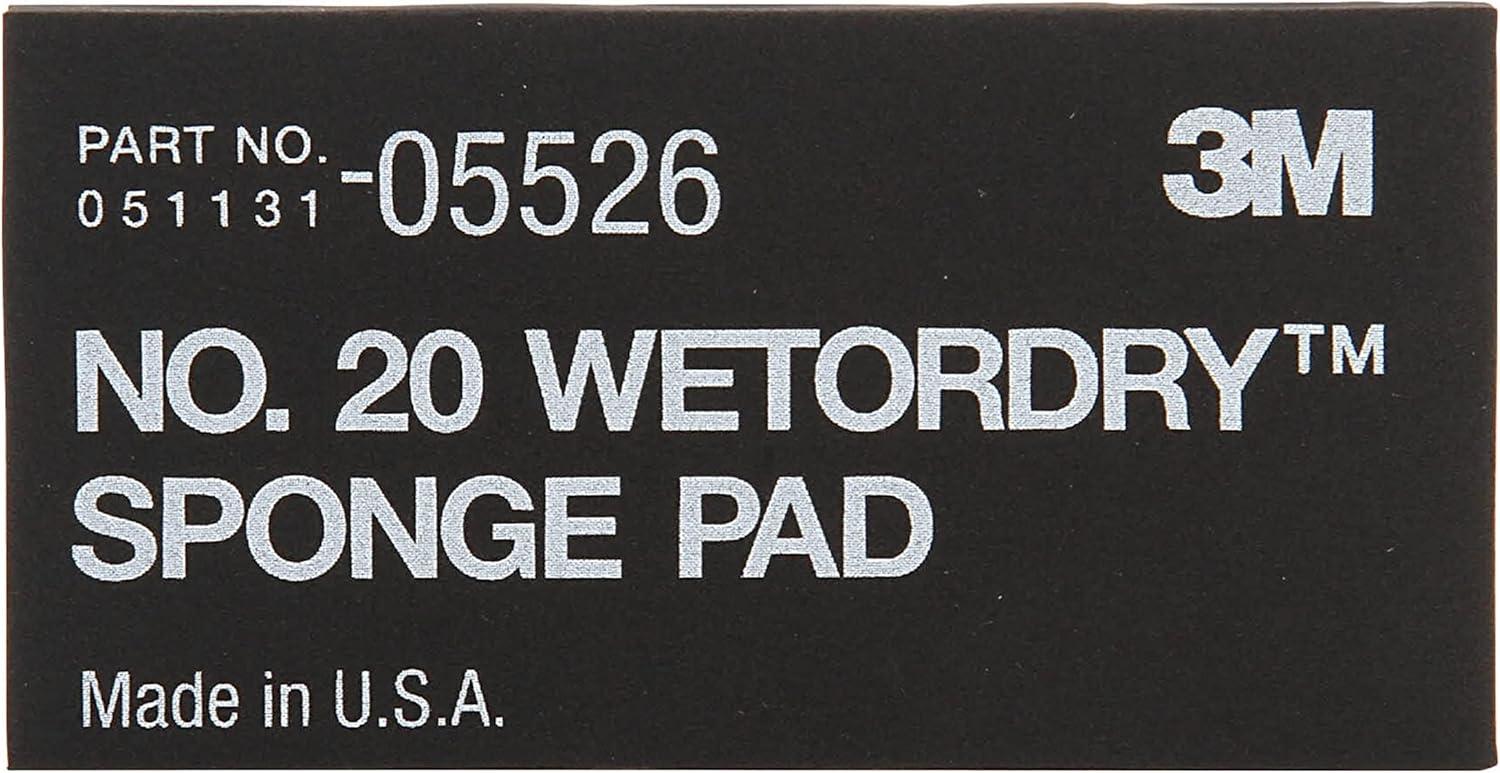 PART NO.
051131 -05526
3M
NO. 20 WETORDRY™
SPONGE PAD
Made in U.S.A.